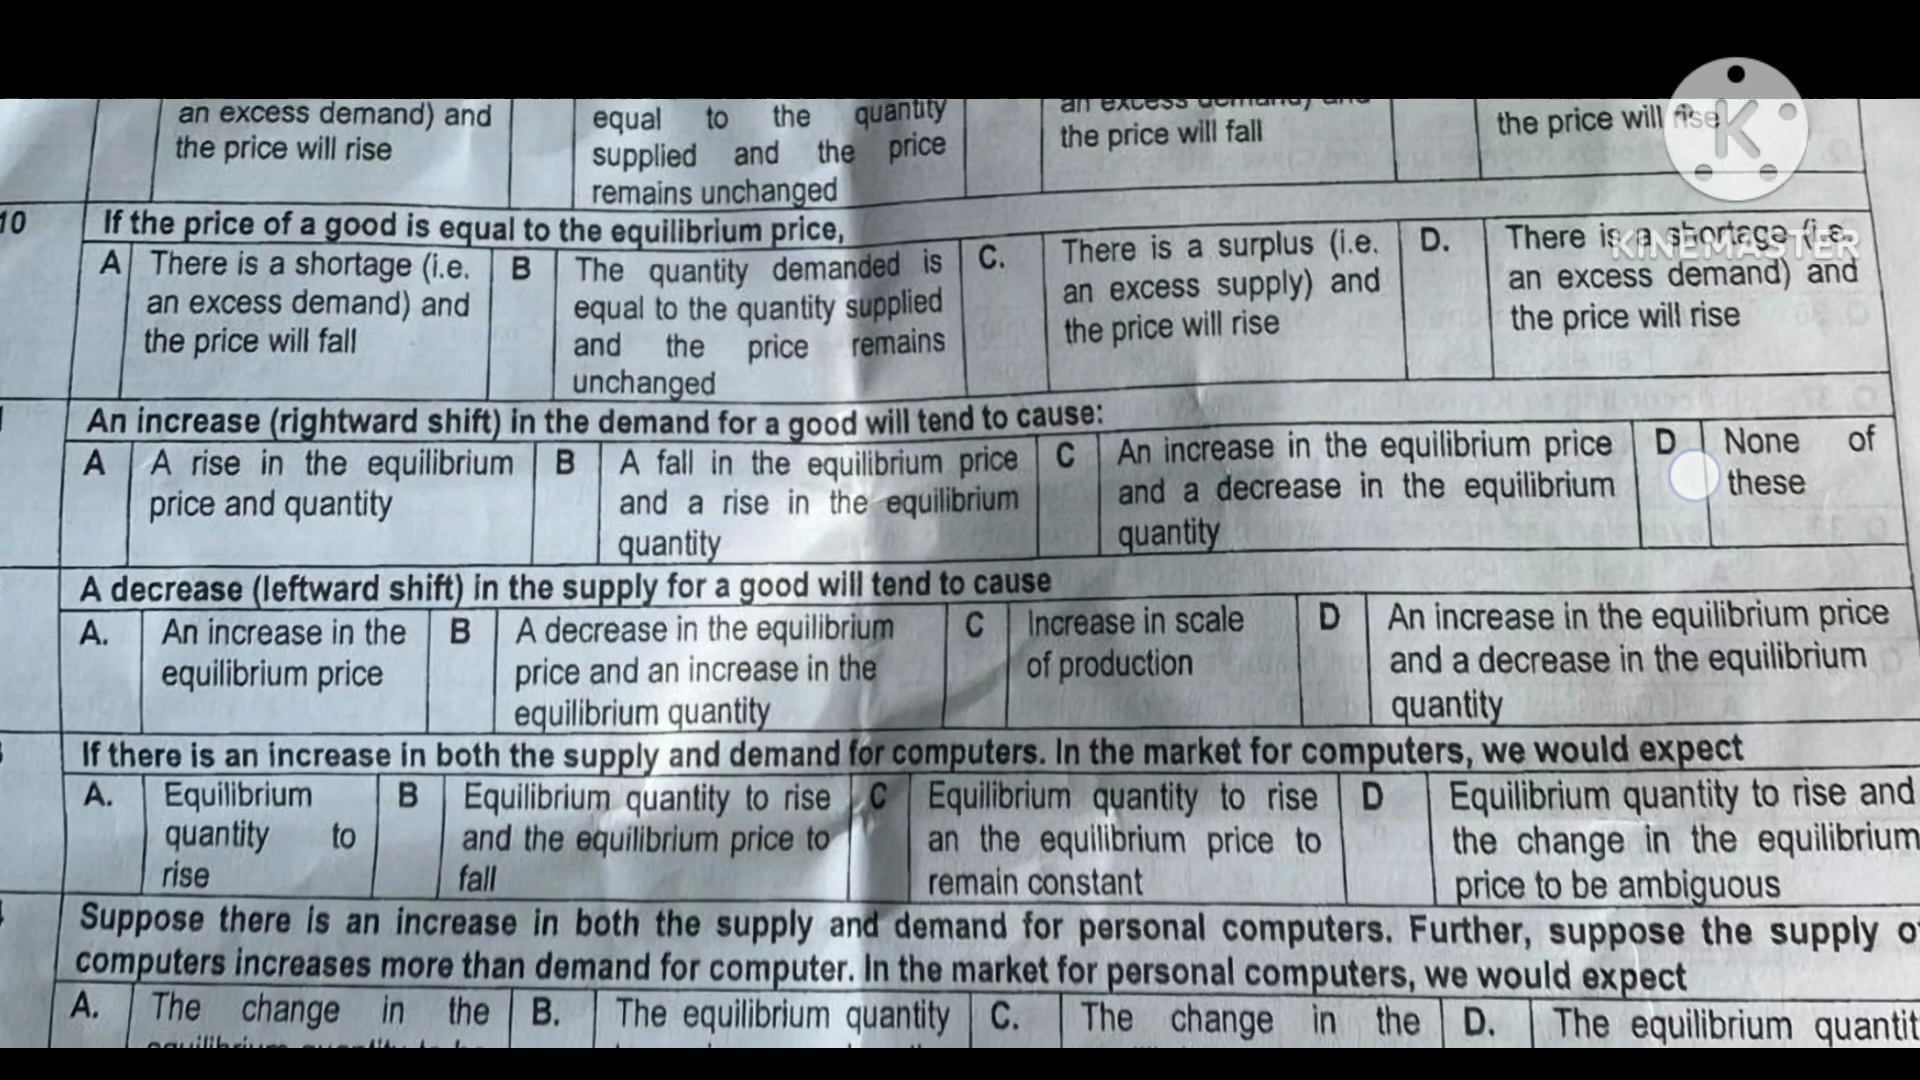 an excess demand) and
the price will rise
equal to the quantity
supplied and the price
remains unchanged
an excess demand) and
the price will fall
the price will rise
K
KINEMASTER
10 If the price of a good is equal to the equilibrium price,
A There is a shortage (i.e.
an excess demand) and
the price will fall
B The quantity demanded is
equal to the quantity supplied
and the price remains
unchanged
C. There is a surplus (i.e.
an excess supply) and
the price will rise
D. There is a shortage (i.e.
an excess demand) and
the price will rise
An increase (rightward shift) in the demand for a good will tend to cause:
A A rise in the equilibrium
price and quantity
B A fall in the equilibrium price
and a rise in the equilibrium
quantity
C An increase in the equilibrium price
and a decrease in the equilibrium
quantity
D None of
these
A decrease (leftward shift) in the supply for a good will tend to cause
A. An increase in the
equilibrium price
B A decrease in the equilibrium
price and an increase in the
equilibrium quantity
C Increase in scale
of production
D An increase in the equilibrium price
and a decrease in the equilibrium
quantity
If there is an increase in both the supply and demand for computers. In the market for computers, we would expect
A. Equilibrium
quantity to
rise
B Equilibrium quantity to rise
and the equilibrium price to
fall
C Equilibrium quantity to rise
an the equilibrium price to
remain constant
D Equilibrium quantity to rise and
the change in the equilibrium
price to be ambiguous
Suppose there is an increase in both the supply and demand for personal computers. Further, suppose the supply o
computers increases more than demand for computer. In the market for personal computers, we would expect
A. The change in the
B. The equilibrium quantity
C. The change in the
D. The equilibrium quantit